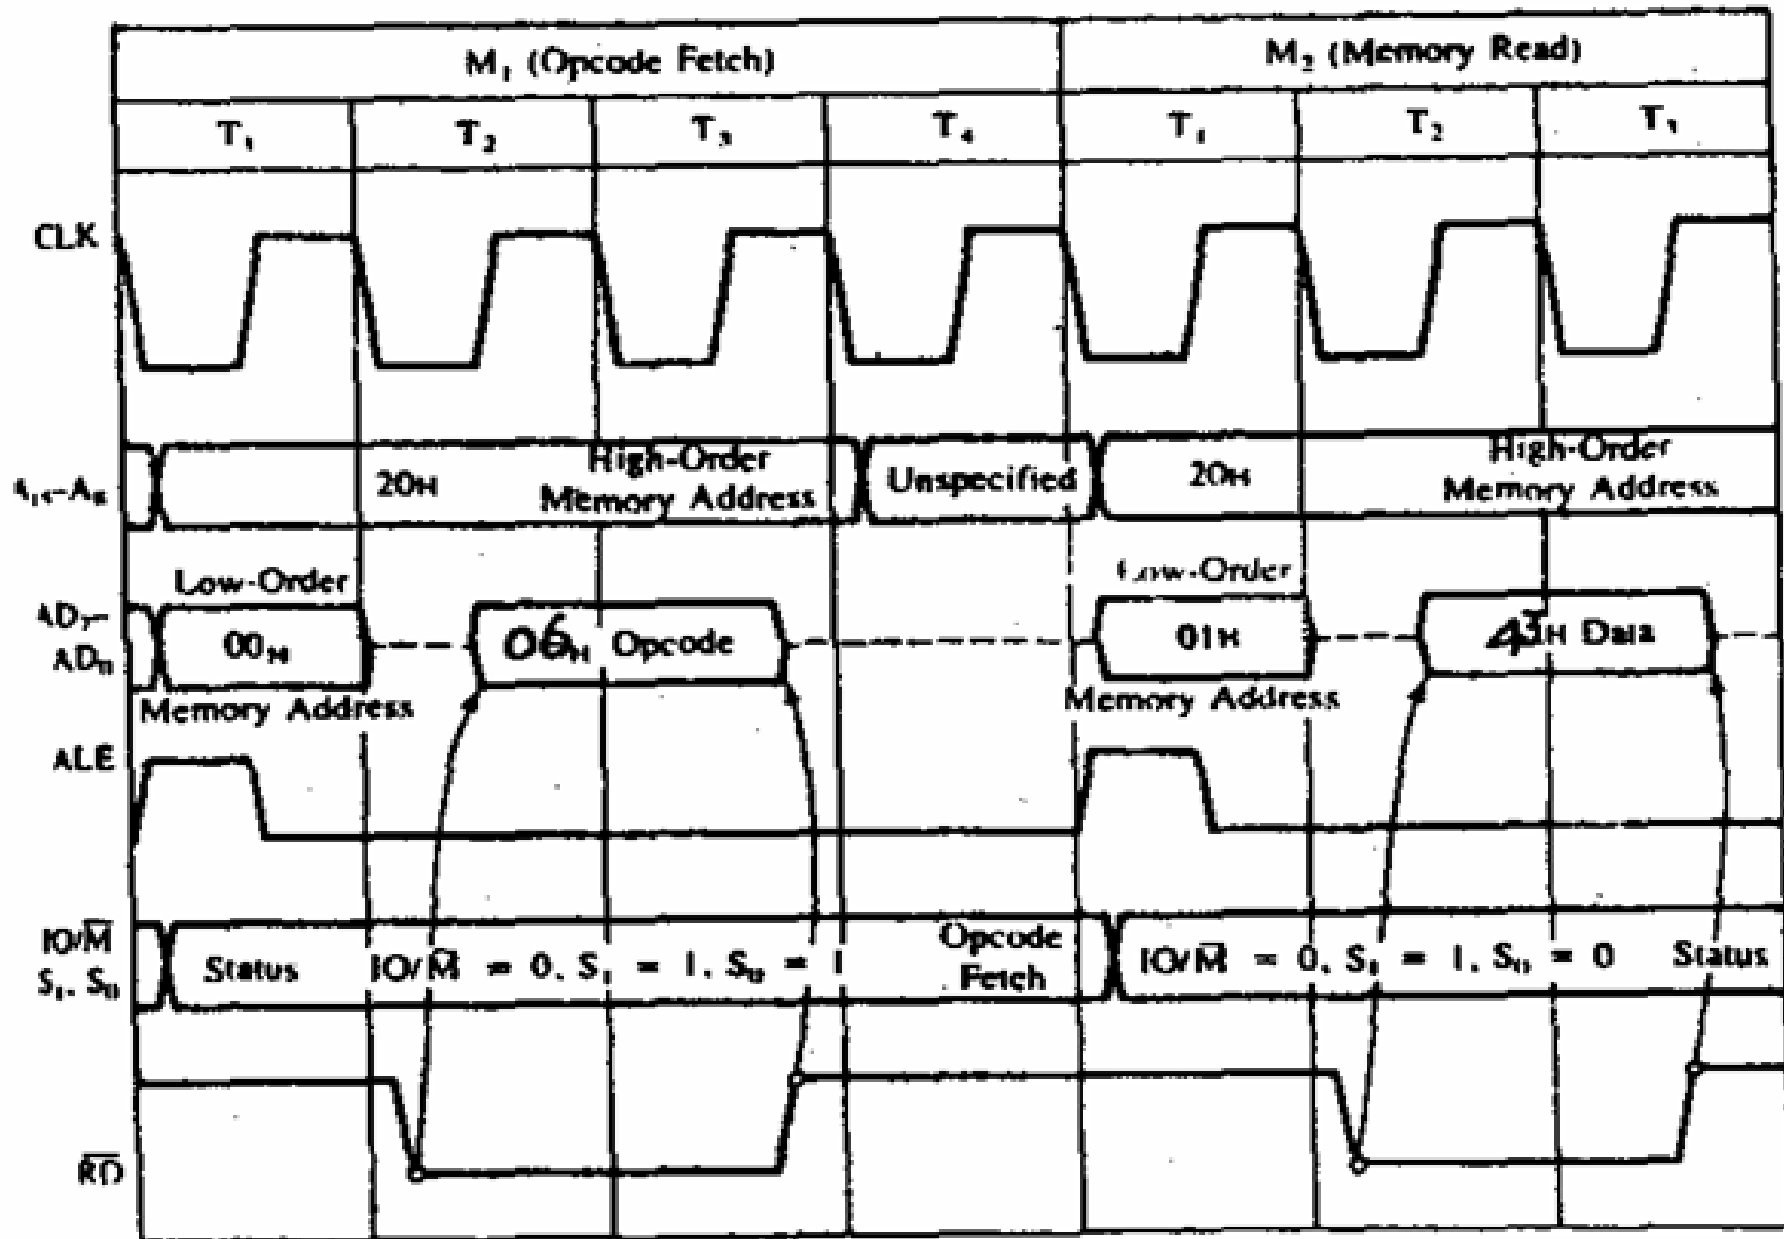 M₁ (Opcode Fetch)
M₂ (Memory Read)
T₁ T₂ T₃ T₄ T₁ T₂ T₃
CLK
High-Order
20H Memory Address
Unspecified
20H
High-Order
Memory Address
A₁₅-A₈
Low-Order
Low-Order
AD₇-
AD₀
00H
06H Opcode
01H
43H Data
Memory Address
Memory Address
ALE
IO/M̅
S₁, S₀
Status IO/M̅ = 0, S₁ = 1, S₀ = 1
Opcode
Fetch
IO/M̅ = 0, S₁ = 1, S₀ = 0 Status
R̅D̅